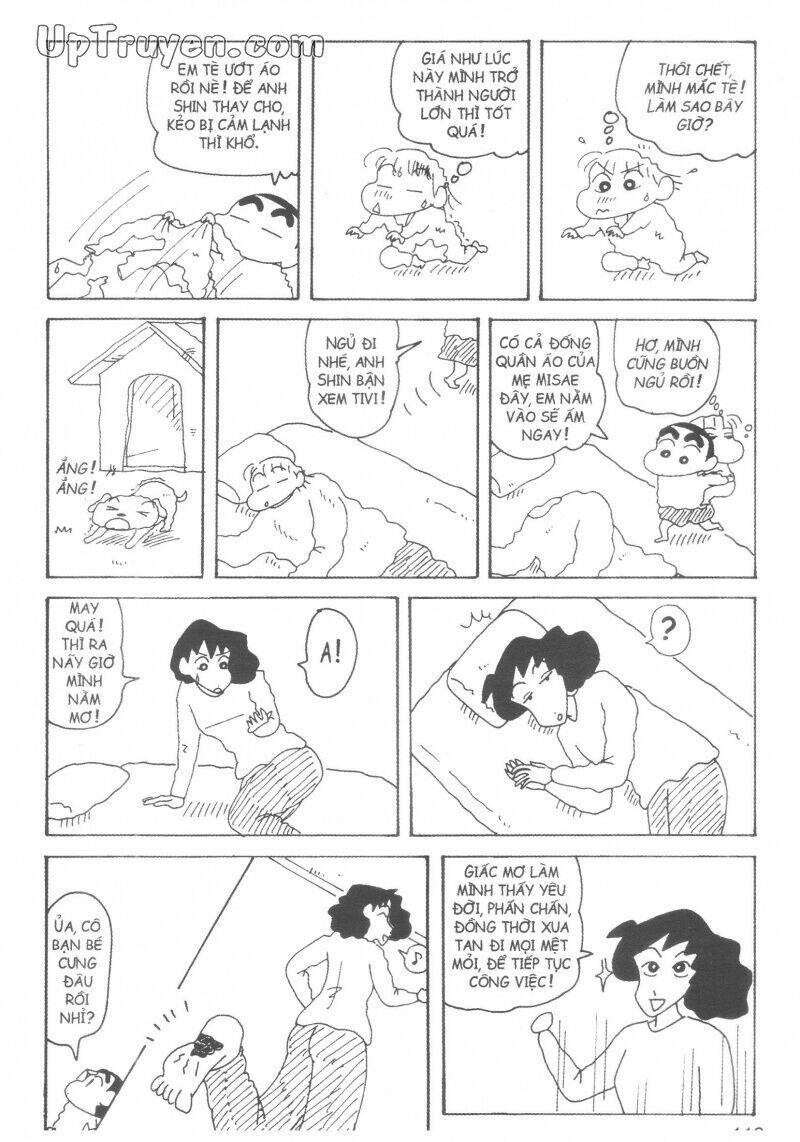 UpTruyen.com
THÔI CHẾT,
MÌNH MẮC TÈ!
LÀM SAO BÂY
GIỜ?
GIÁ NHƯ LÚC
NÀY MÌNH TRỞ
THÀNH NGƯỜI
LỚN THÌ TỐT
QUÁ!
EM TÈ ƯỚT ÁO
RỒI NÈ! ĐỂ ANH
SHIN THAY CHO,
KẺO BỊ CẢM LẠNH
THÌ KHỔ.
HƠ, MÌNH
CŨNG BUỒN
NGỦ RỒI!
CÓ CẢ ĐỐNG
QUẦN ÁO CỦA
MẸ MISAE
ĐÂY, EM NẰM
VÀO SẼ ẤM
NGAY!
NGỦ ĐI
NHÉ, ANH
SHIN BẬN
XEM TIVI!
ẲNG!
ẲNG!
?
A!
MAY
QUÁ!
THÌ RA
NÃY GIỜ
MÌNH
NẰM
MƠ!
GIẤC MƠ LÀM
MÌNH THẤY YÊU
ĐỜI, PHẤN CHẤN,
ĐỒNG THỜI XUA
TAN ĐI MỌI MỆT
MỎI, ĐỂ TIẾP TỤC
CÔNG VIỆC!
ỦA, CÔ
BẠN BÉ
CƯNG
ĐÂU
RỒI
NHỈ?